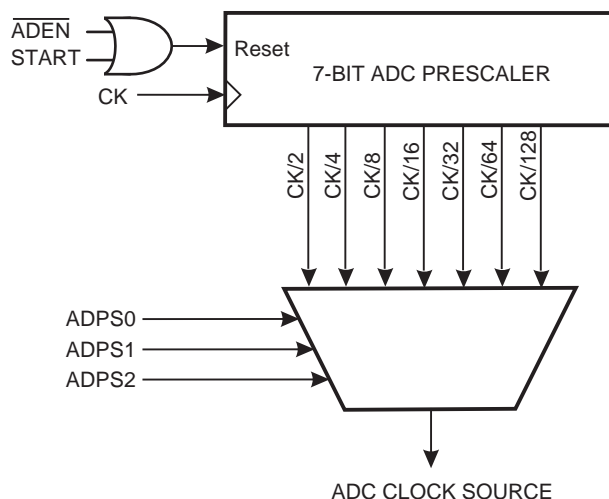 ADEN
START
Reset
7-BIT ADC PRESCALER
CK
CK/2
CK/4
CK/8
CK/16
CK/32
CK/64
CK/128
ADPS0
ADPS1
ADPS2
ADC CLOCK SOURCE